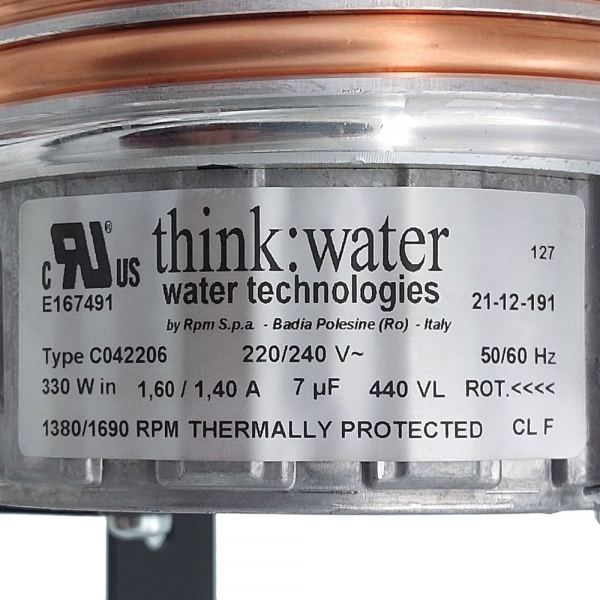 c RU ® US think:water 127
E167491 water technologies 21-12-191
by Rpm S.p.a. - Badia Polesine (Ro) - Italy
Type C042206 220/240 V~ 50/60 Hz
330 W in 1,60 / 1,40 A 7 µF 440 VL ROT.<<<<
1380/1690 RPM THERMALLY PROTECTED CL F